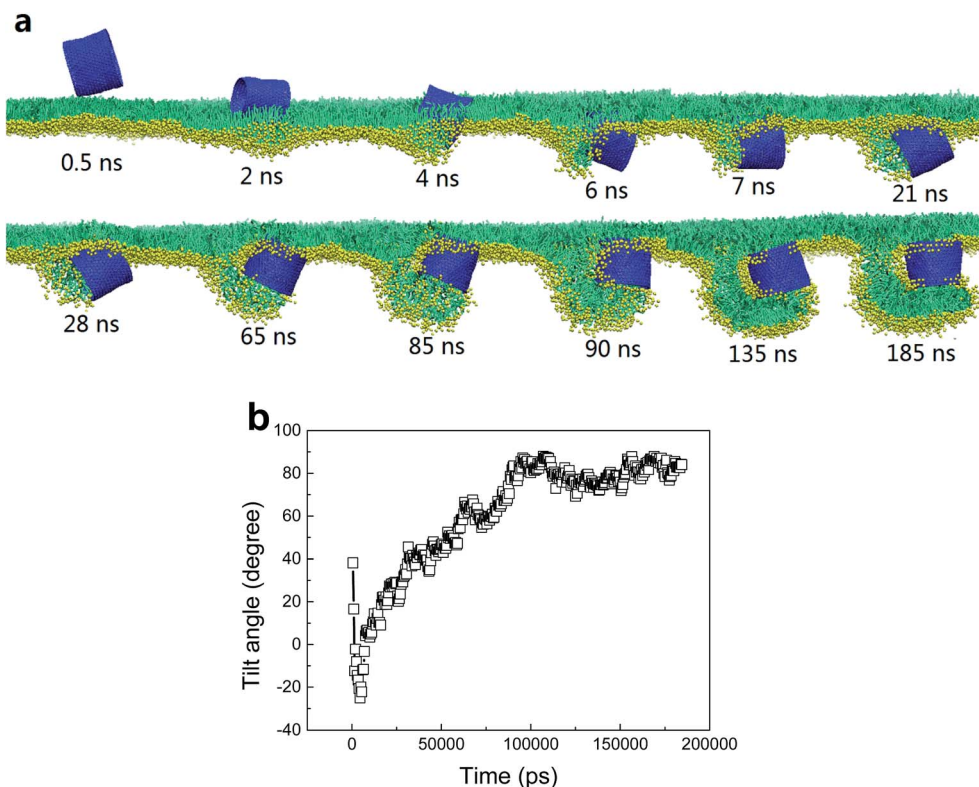 a
0.5 ns
2 ns
4 ns
6 ns
7 ns
21 ns
28 ns
65 ns
85 ns
90 ns
135 ns
185 ns
b
100
80
60
40
20
0
-20
-40
Tilt angle (degree)
0
50000
100000
150000
200000
Time (ps)